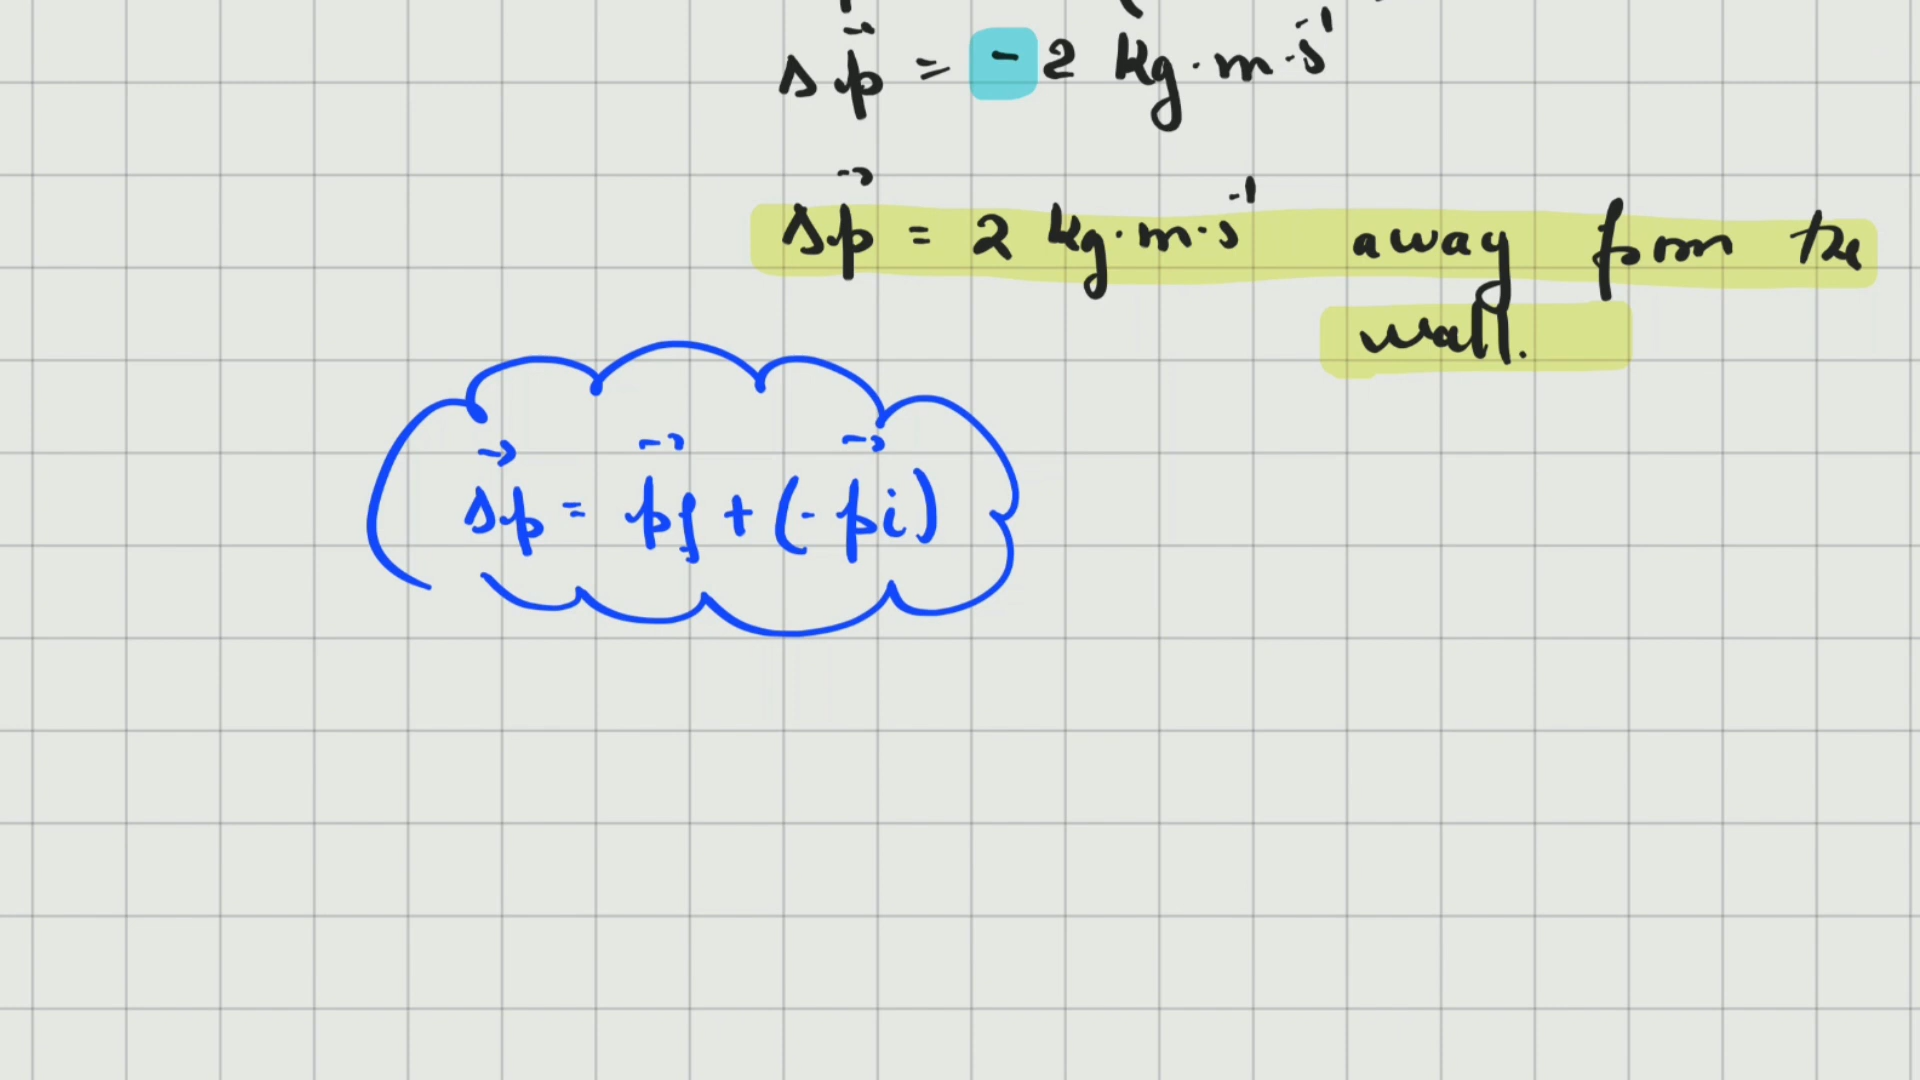 Δp⃗ = -2 kg·m·s⁻¹
Δp⃗ = 2 kg·m·s⁻¹ away from the
wall.
Δp⃗ = p⃗f + (-p⃗i)